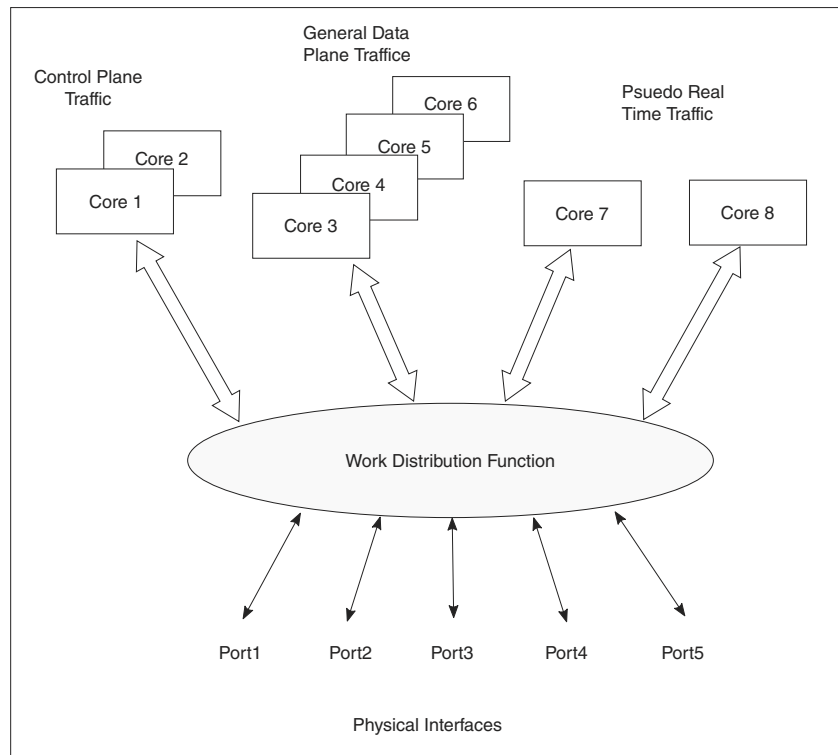 General Data
Plane Traffice
Control Plane
Traffic
Psuedo Real
Time Traffic
Core 6
Core 5
Core 2
Core 4
Core 1
Core 3
Core 7
Core 8
Work Distribution Function
Port1
Port2
Port3
Port4
Port5
Physical Interfaces